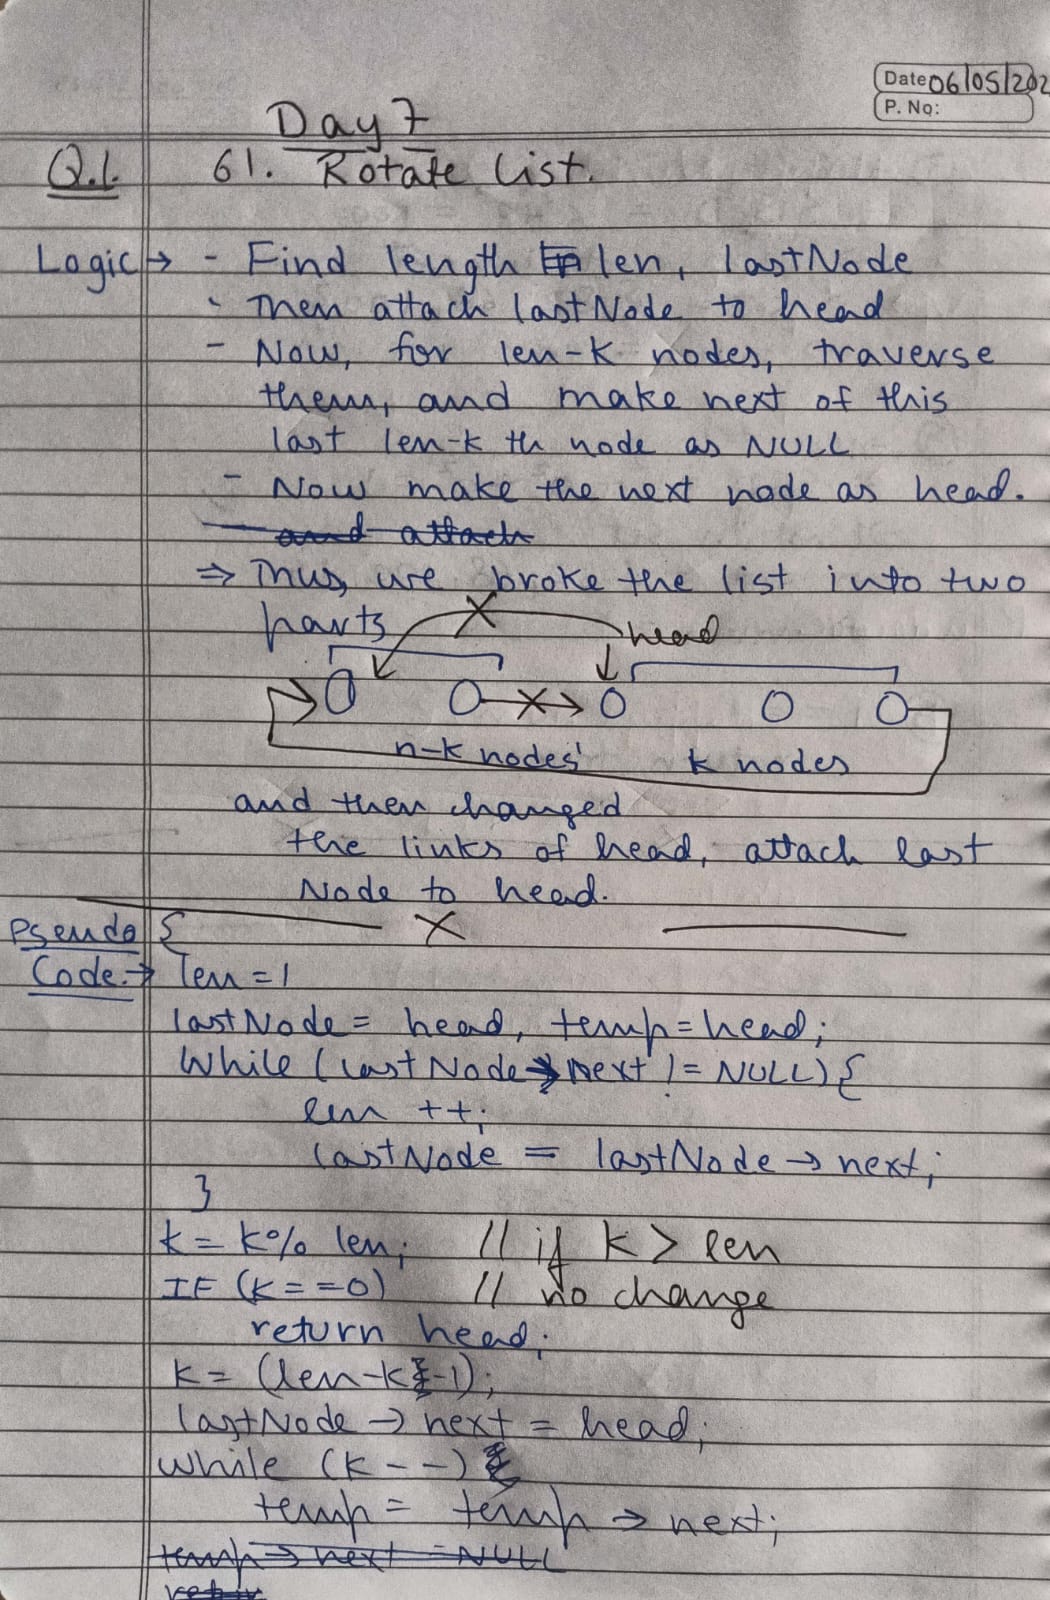 Date 06/05/202
P. No:
Day 7
Q.1. 61. Rotate List.
Logic → - Find length len, lastNode
- Then attach lastNode to head
- Now, for len-k nodes, traverse
them, and make next of this
last len-k th node as NULL
- Now make the next node as head.
and attach
⇒ Thus, we broke the list into two
parts
head
n-k nodes
k nodes
and then changed
the links of head, attach last
Node to head.
Pseudo {
Code → len = 1
lastNode = head, temp = head;
While (lastNode → next != NULL) {
len ++;
lastNode = lastNode → next;
}
k = k % len; // if k > len
IF (k == 0) // no change
return head;
k = (len-k-1);
lastNode → next = head;
while (k--)
temp = temp → next;
temp → next = NULL